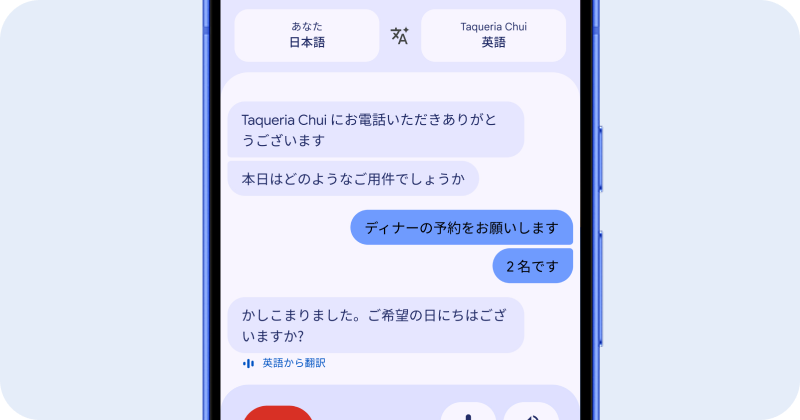 あなた
日本語
Taqueria Chui
英語
Taqueria Chui にお電話いただきありがと
うございます
本日はどのようなご用件でしょうか
ディナーの予約をお願いします
2 名です
かしこまりました。ご希望の日にちはござ
いますか?
英語から翻訳